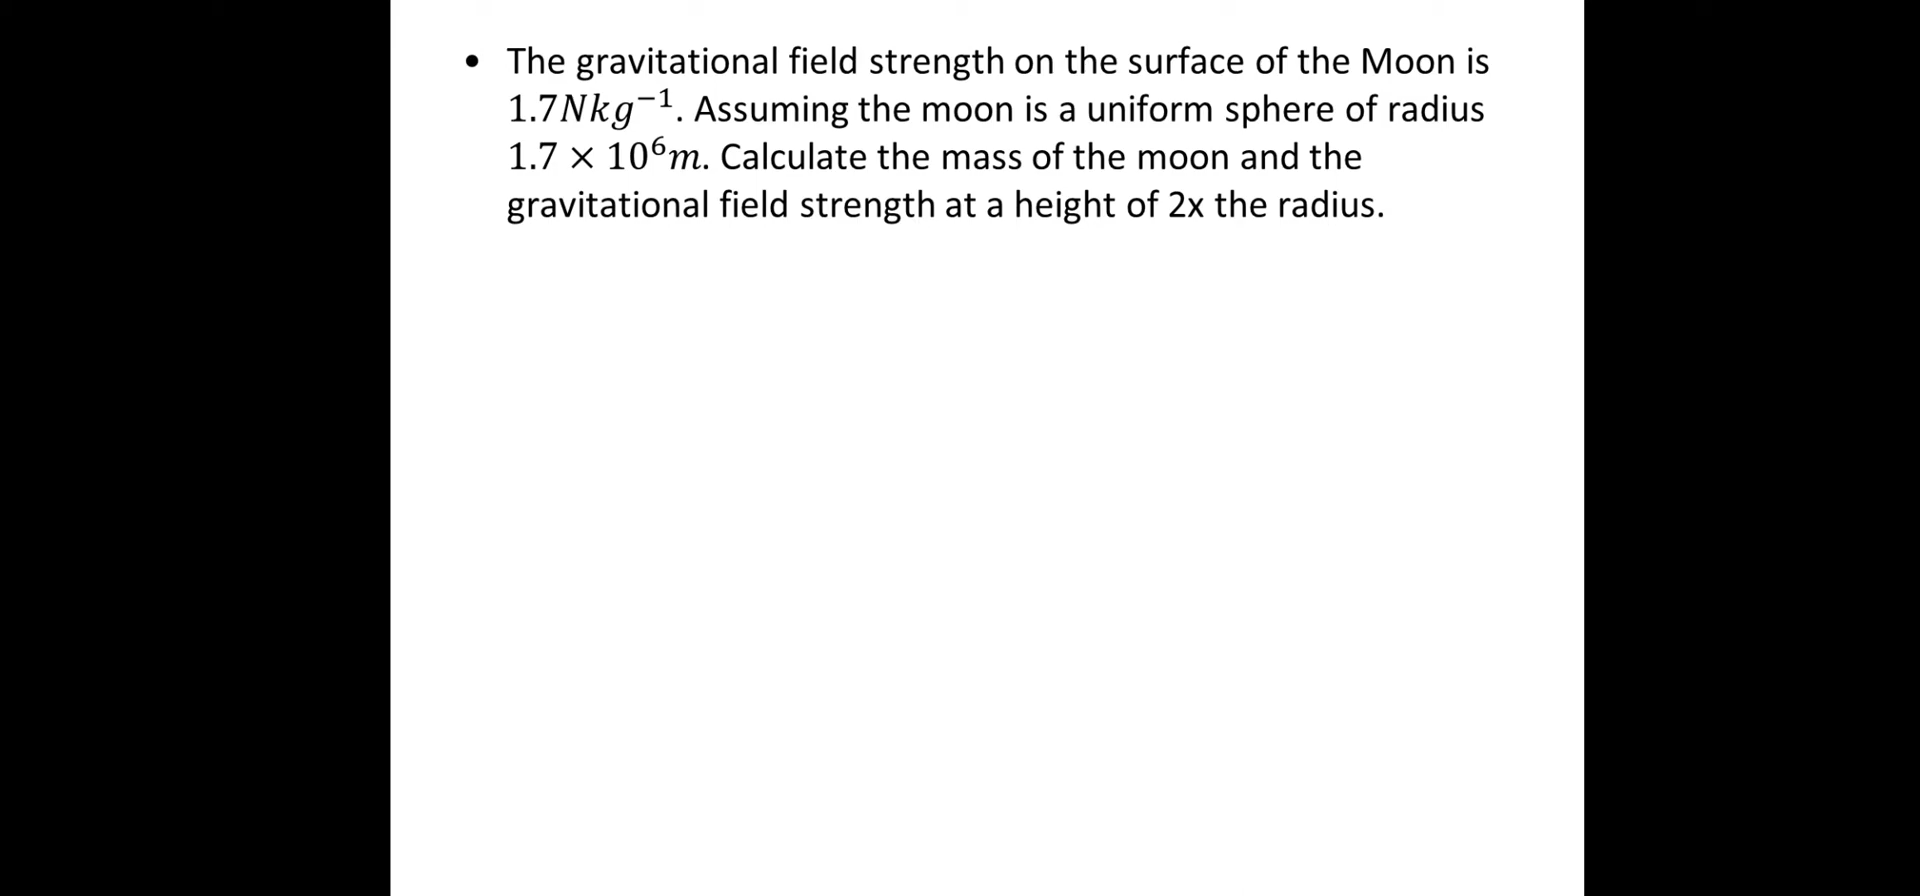 • The gravitational field strength on the surface of the Moon is
1.7Nkg⁻¹. Assuming the moon is a uniform sphere of radius
1.7 × 10⁶m. Calculate the mass of the moon and the
gravitational field strength at a height of 2x the radius.